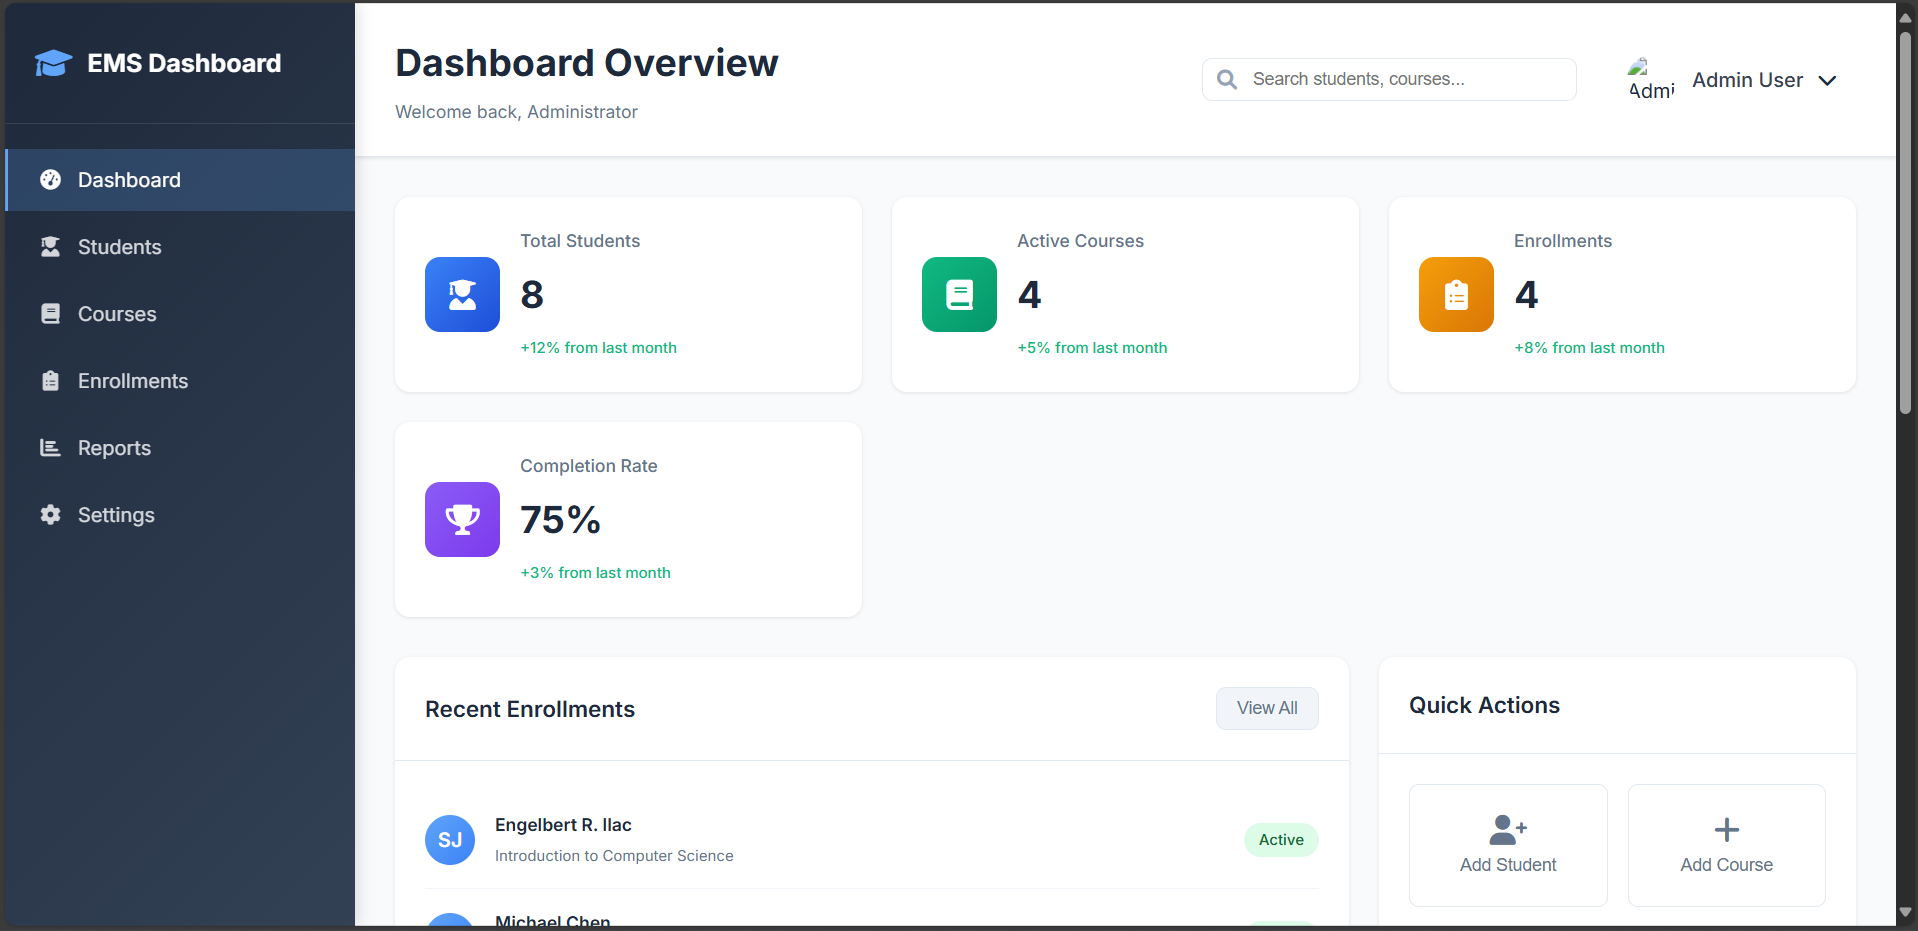 EMS Dashboard
Dashboard
Students
Courses
Enrollments
Reports
Settings
Dashboard Overview
Welcome back, Administrator
Search students, courses...
Admi
Admin User
Total Students
8
+12% from last month
Active Courses
4
+5% from last month
Enrollments
4
+8% from last month
Completion Rate
75%
+3% from last month
Recent Enrollments
View All
SJ
Engelbert R. Ilac
Introduction to Computer Science
Active
Michael Chen
Quick Actions
Add Student
Add Course